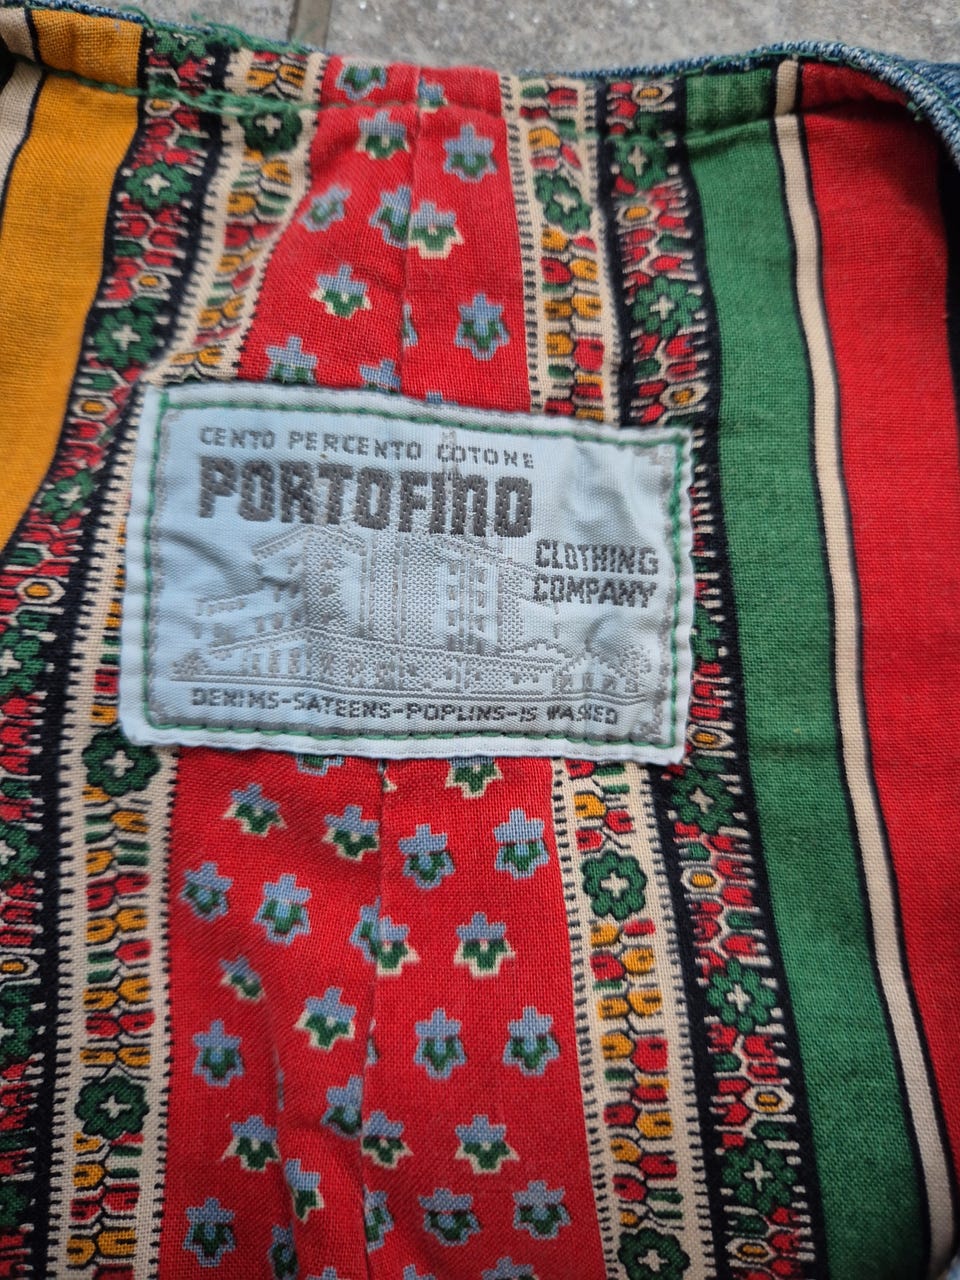 CENTO PERCENTO COTONE
PORTOFINO
CLOTHING
COMPANY
DENIMS-SATEENS-POPLINS-IS WASHED